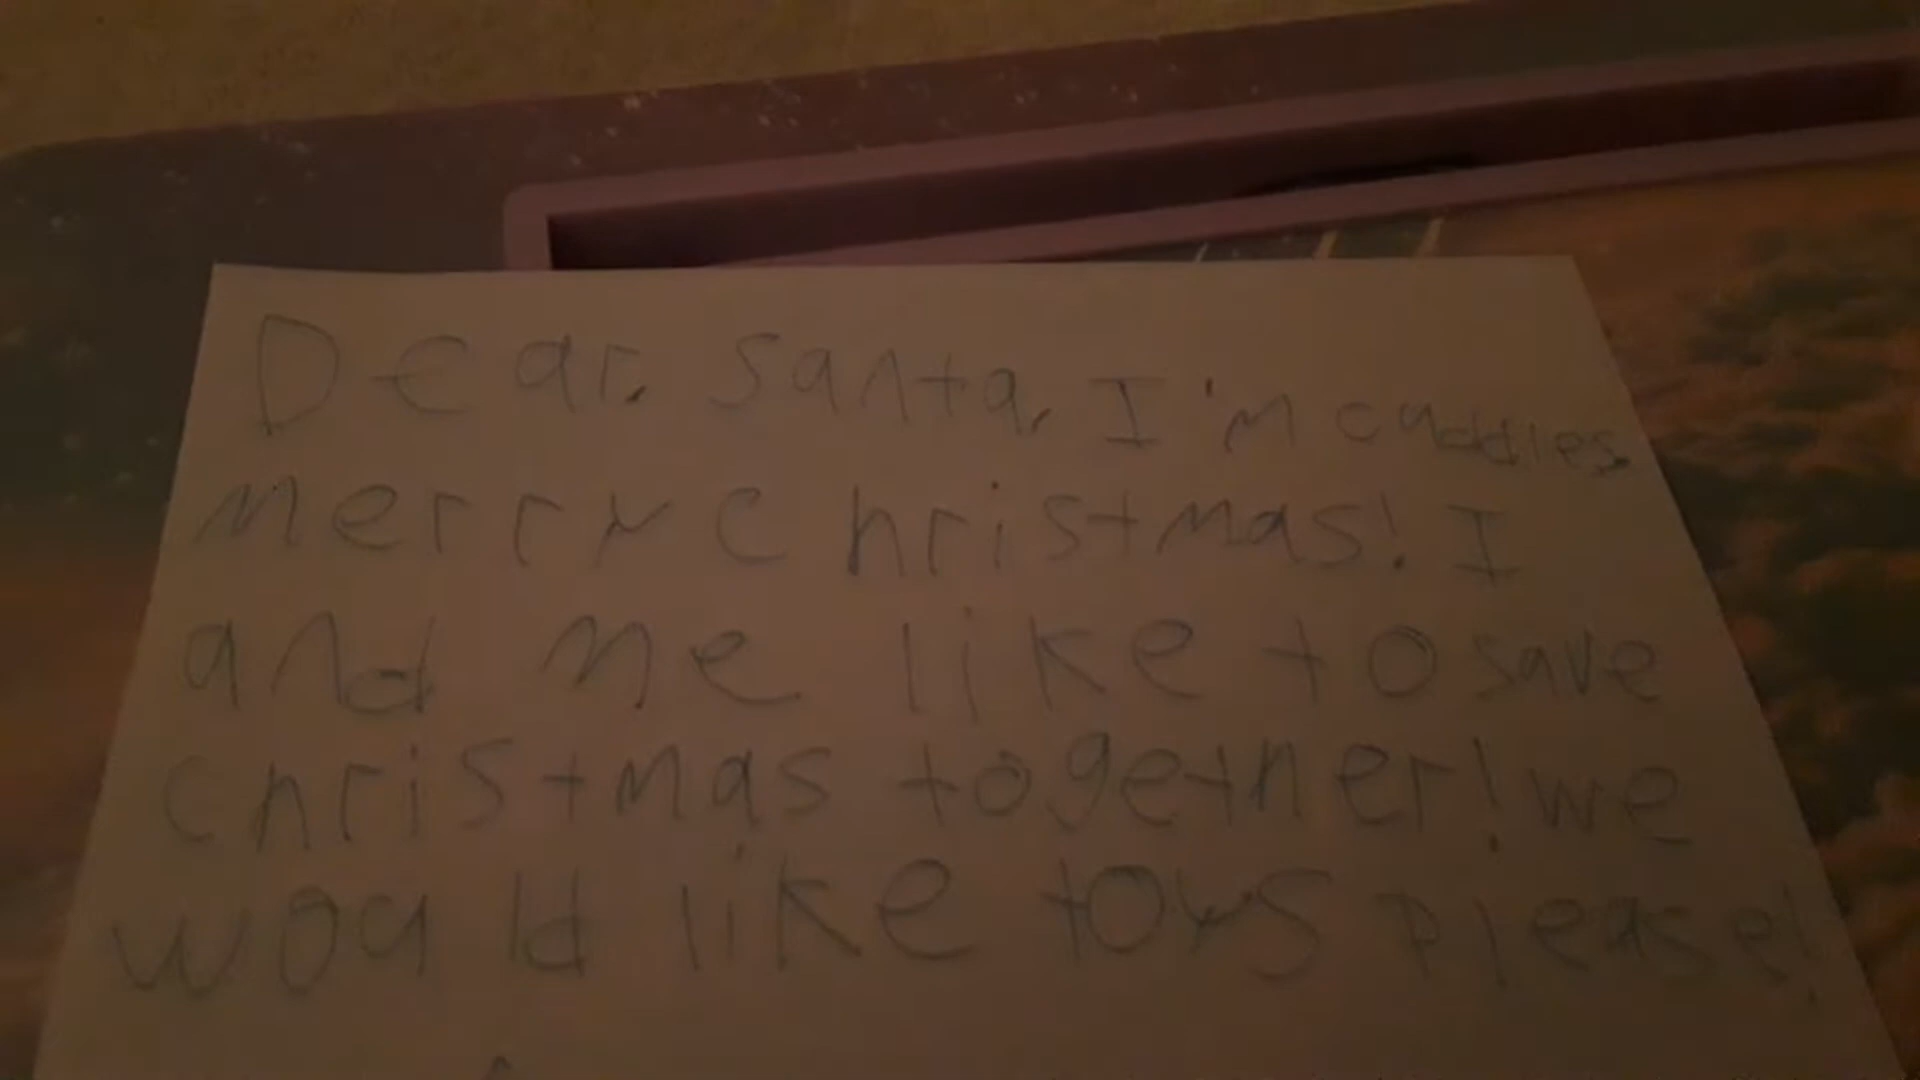 Dear. Santa, I'm cuddles.
Merry Christmas! I
and me like to save
christmas together! we
would like toys please!